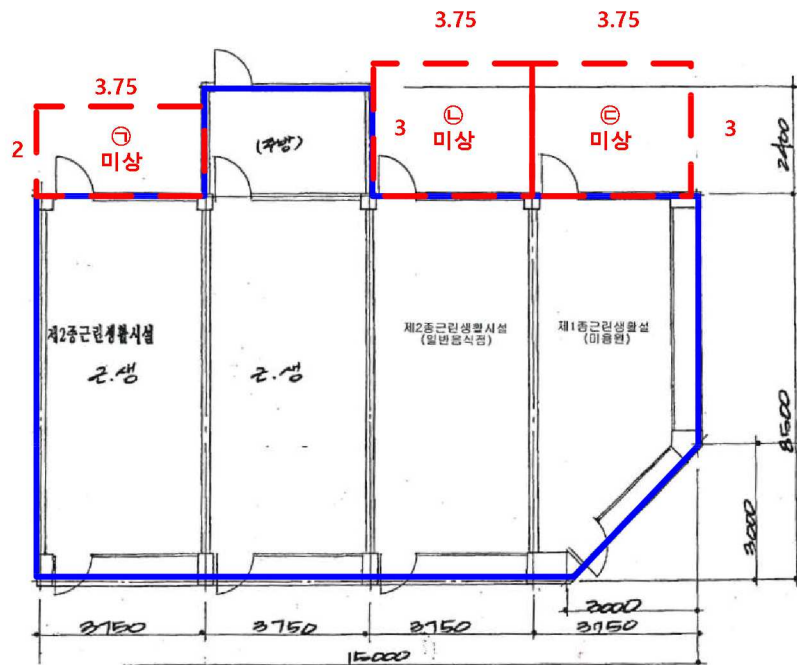 3.75
3.75
3.75
2
㉠
미상
(주방)
3
㉡
미상
㉢
미상
3
2400
제2종근린생활시설
근.생
근.생
제2종근린생활시설
(일반음식점)
제1종근린생활설
(미용원)
8500
3000
3000
3750
3750
3750
3750
15000